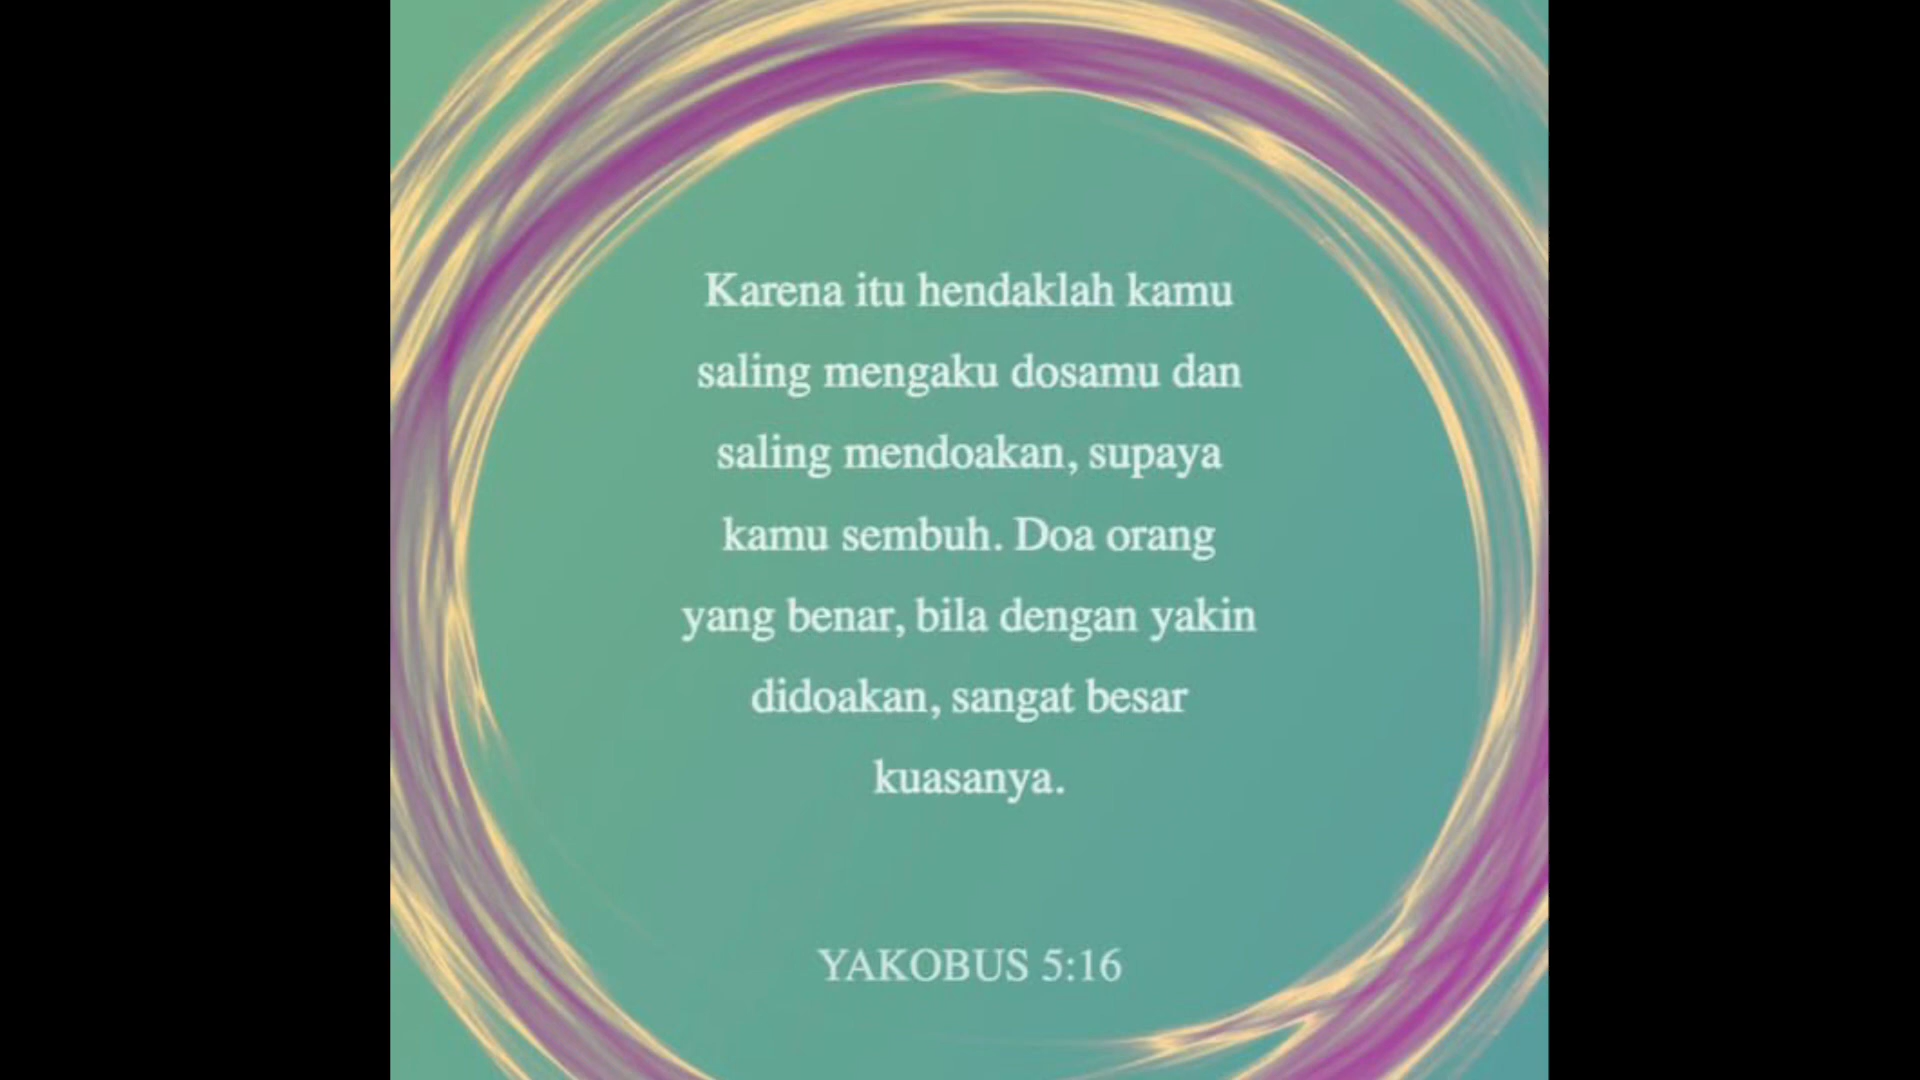 Karena itu hendaklah kamu
saling mengaku dosamu dan
saling mendoakan, supaya
kamu sembuh. Doa orang
yang benar, bila dengan yakin
didoakan, sangat besar
kuasanya.
YAKOBUS 5:16